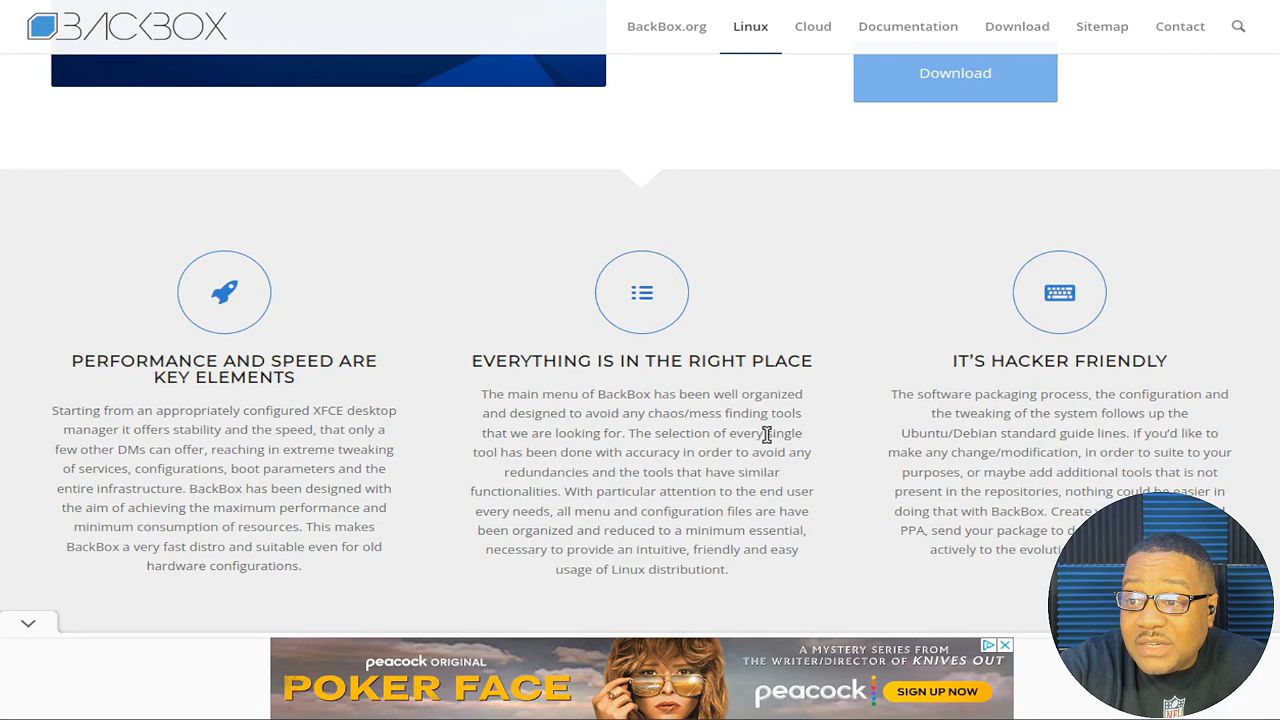 BACKBOX
BackBox.org
Linux
Cloud
Documentation
Download
Sitemap
Contact
Download
PERFORMANCE AND SPEED ARE
KEY ELEMENTS
Starting from an appropriately configured XFCE desktop
manager it offers stability and the speed, that only a
few other DMs can offer, reaching in extreme tweaking
of services, configurations, boot parameters and the
entire infrastructure. BackBox has been designed with
the aim of achieving the maximum performance and
minimum consumption of resources. This makes
BackBox a very fast distro and suitable even for old
hardware configurations.
EVERYTHING IS IN THE RIGHT PLACE
The main menu of BackBox has been well organized
and designed to avoid any chaos/mess finding tools
that we are looking for. The selection of every single
tool has been done with accuracy in order to avoid any
redundancies and the tools that have similar
functionalities. With particular attention to the end user
every needs, all menu and configuration files are have
been organized and reduced to a minimum essential,
necessary to provide an intuitive, friendly and easy
usage of Linux distributiont.
IT'S HACKER FRIENDLY
The software packaging process, the configuration and
the tweaking of the system follows up the
Ubuntu/Debian standard guide lines. If you'd like to
make any change/modification, in order to suite to your
purposes, or maybe add additional tools that is not
present in the repositories, nothing could be easier in
doing that with BackBox. Create
PPA, send your package to
actively to the
peacock ORIGINAL
POKER FACE
A MYSTERY SERIES FROM
THE WRITER/DIRECTOR OF KNIVES OUT
peacock
SIGN UP NOW
NFL